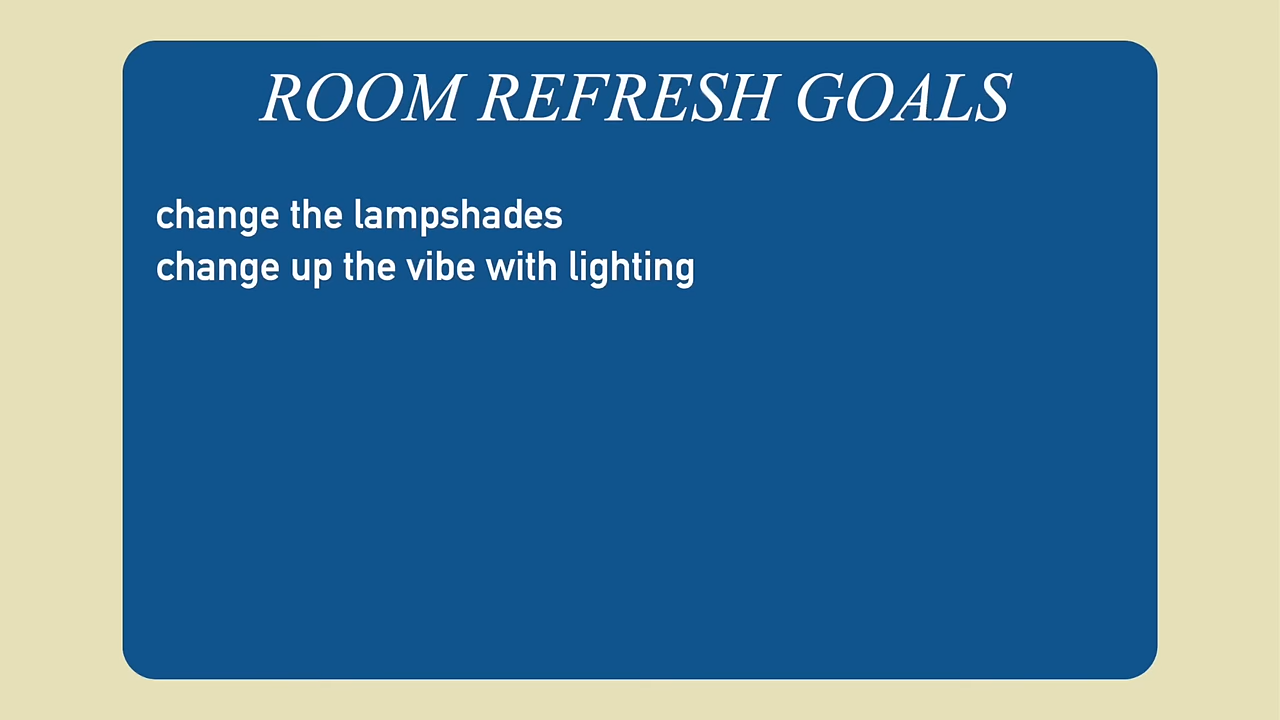 ROOM REFRESH GOALS
change the lampshades
change up the vibe with lighting